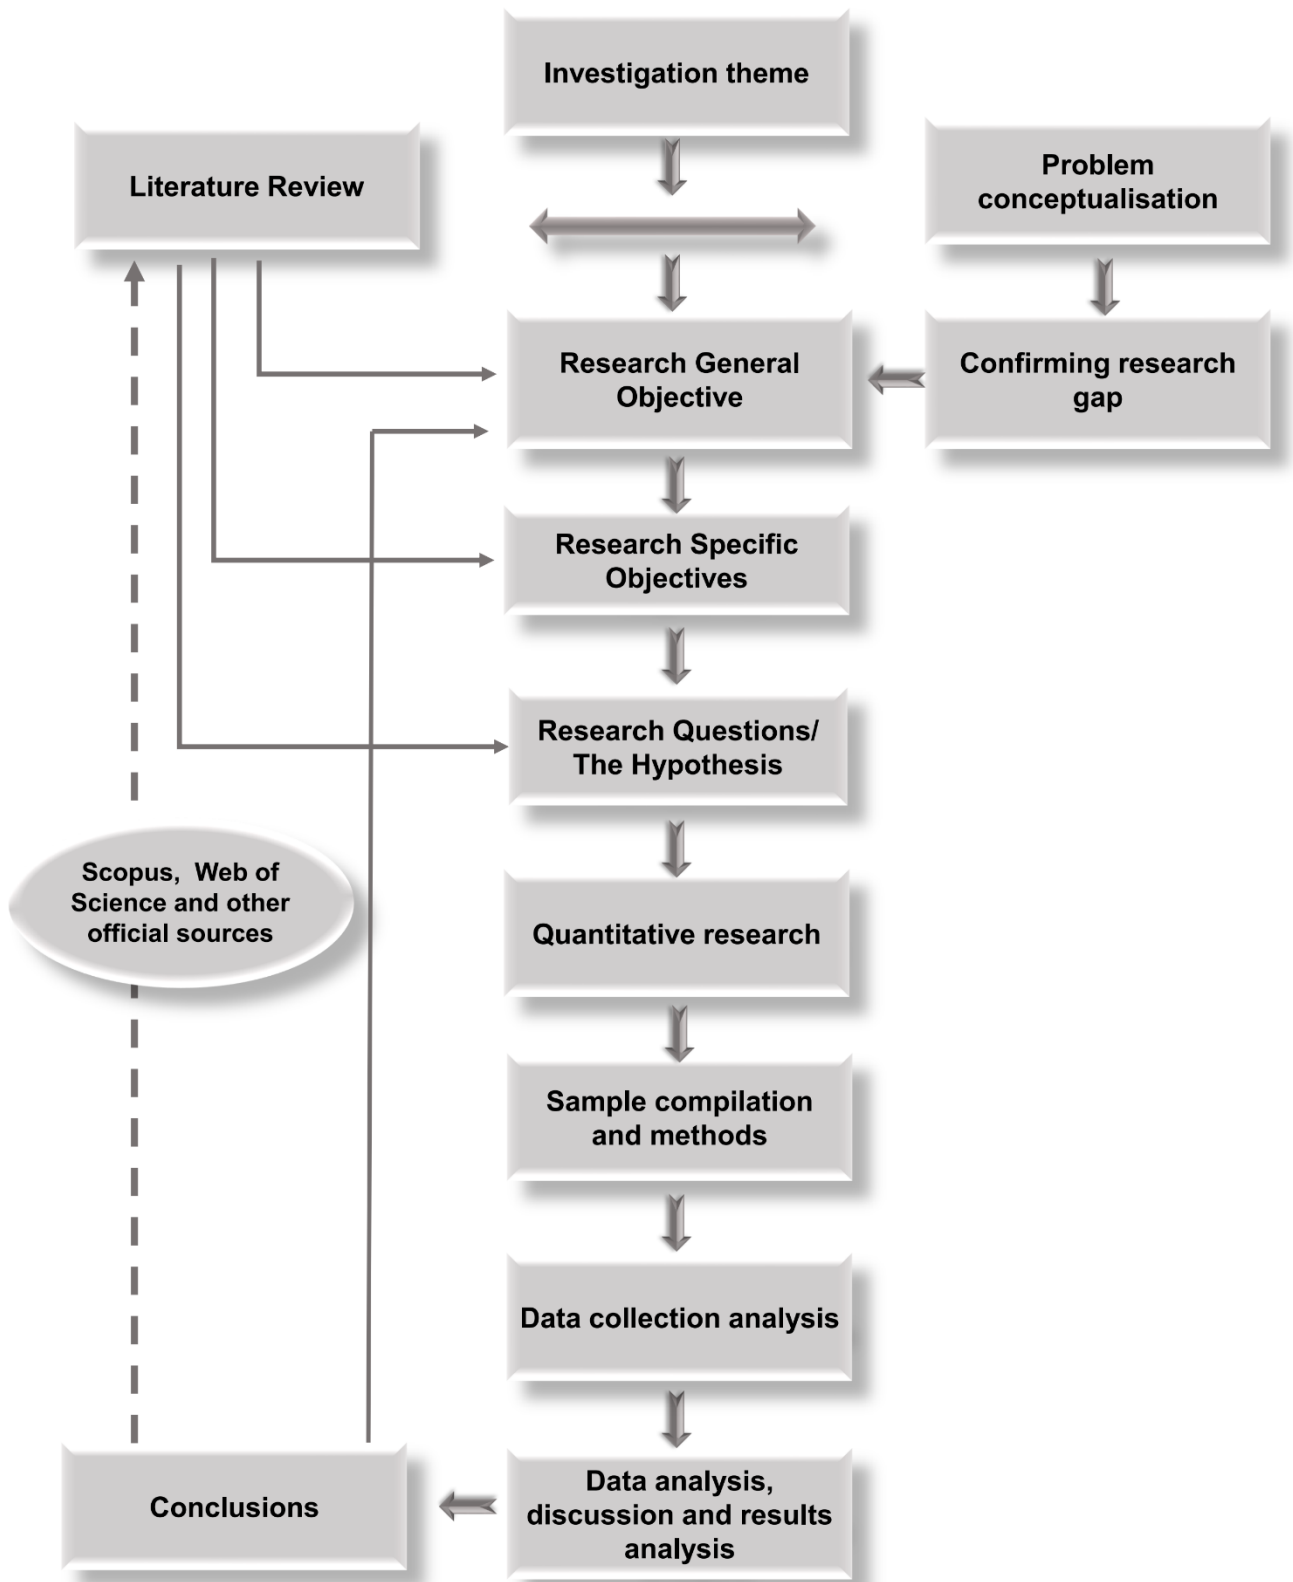 Investigation theme
Literature Review
Problem
conceptualisation
Research General
Objective
Confirming research
gap
Research Specific
Objectives
Research Questions/
The Hypothesis
Scopus, Web of
Science and other
official sources
Quantitative research
Sample compilation
and methods
Data collection analysis
Conclusions
Data analysis,
discussion and results
analysis